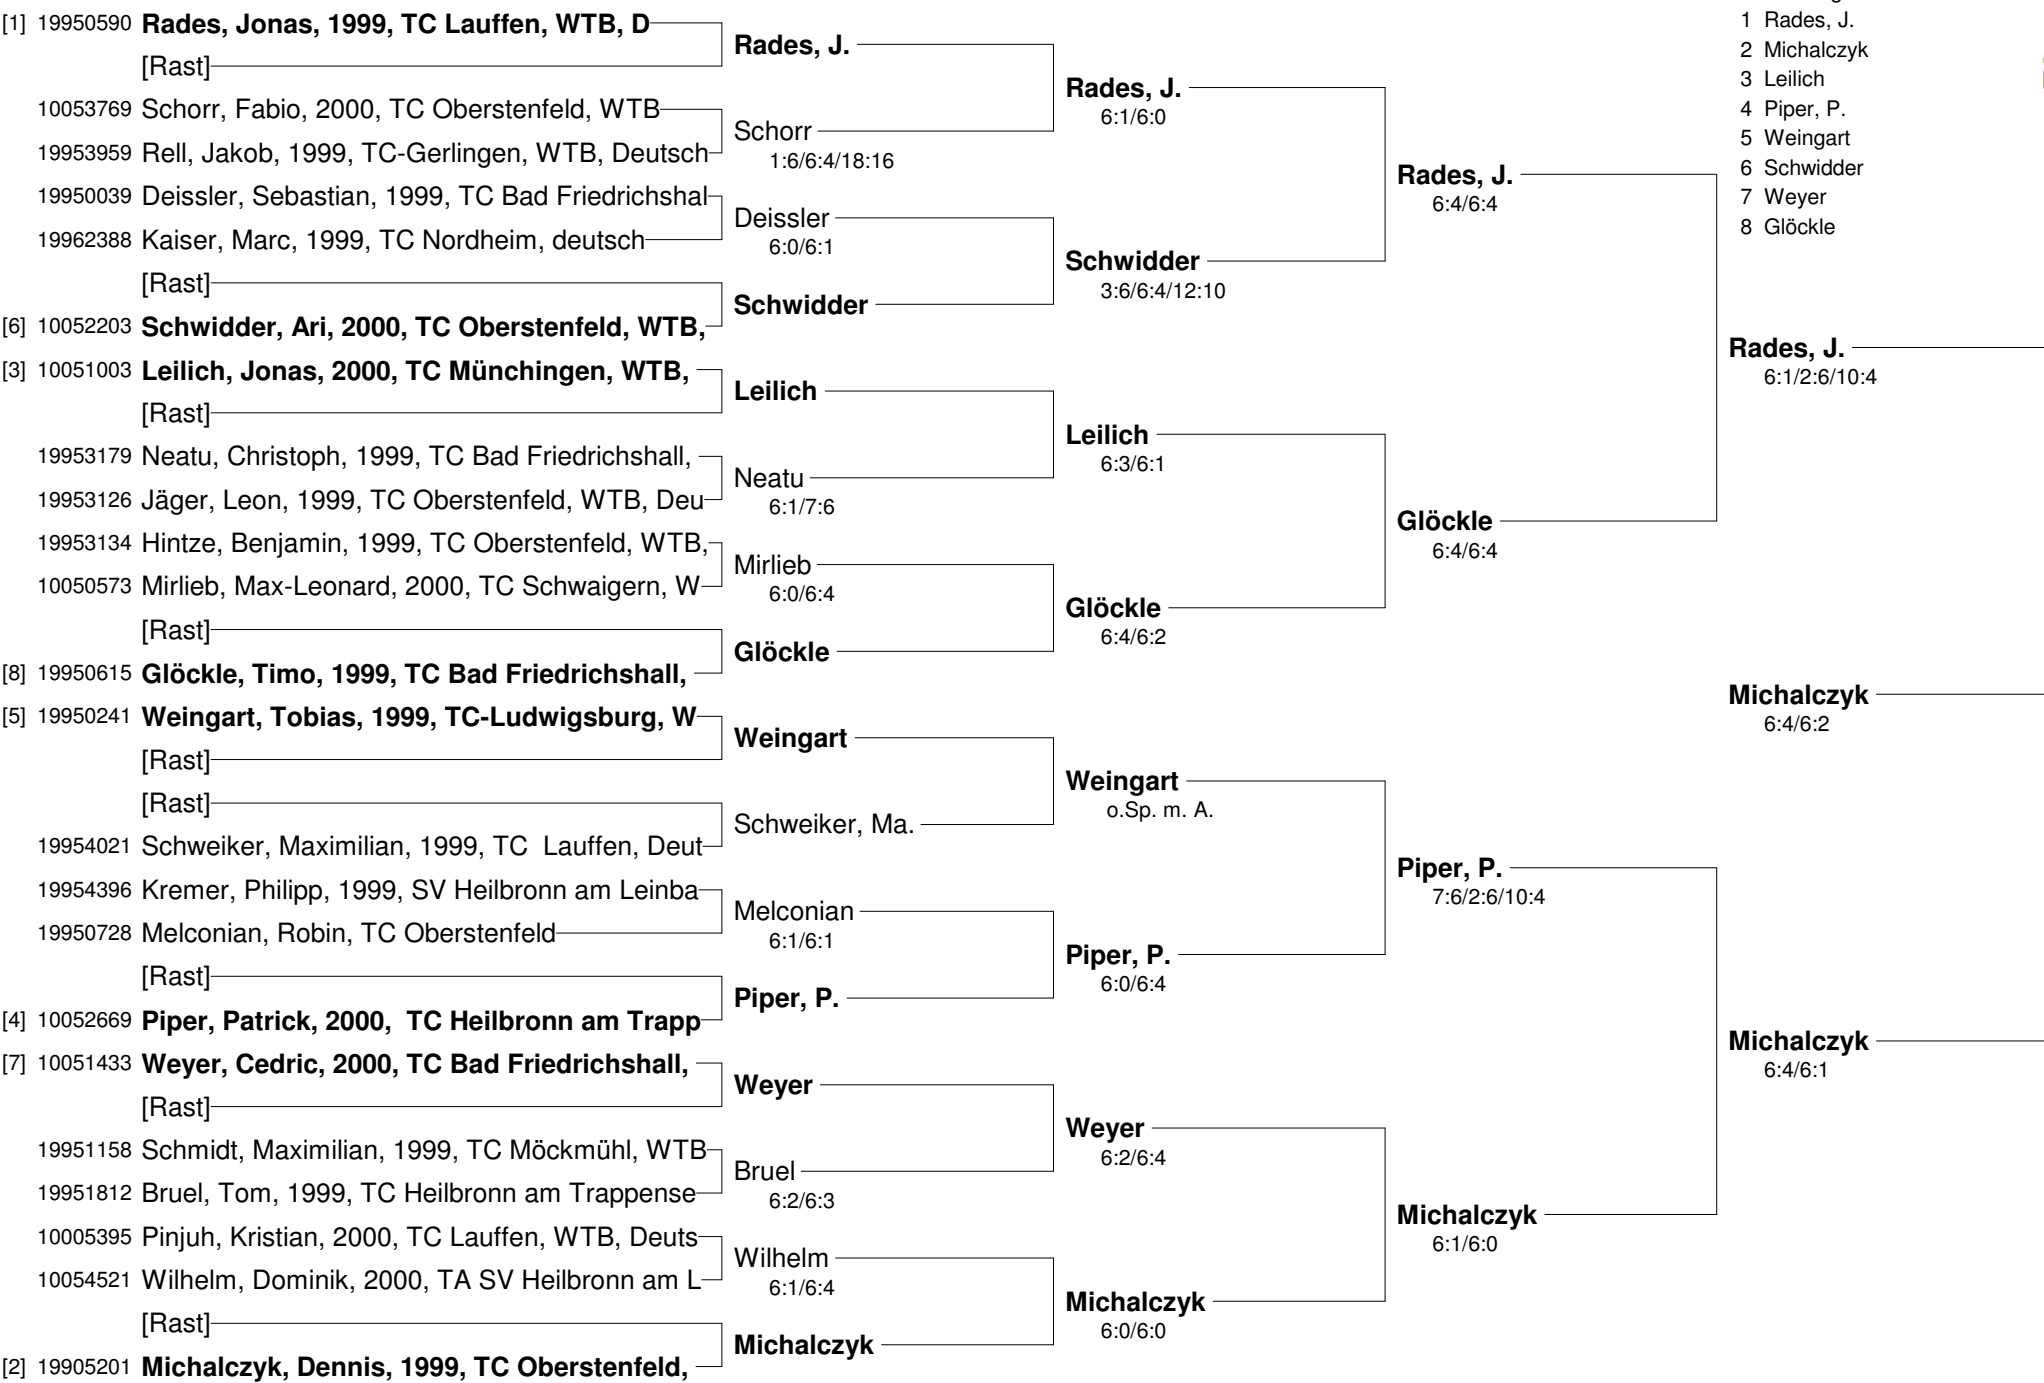 [1] 19950590 Rades, Jonas, 1999, TC Lauffen, WTB, D
[Rast]
10053769 Schorr, Fabio, 2000, TC Oberstenfeld, WTB
19953959 Rell, Jakob, 1999, TC-Gerlingen, WTB, Deutsch
19950039 Deissler, Sebastian, 1999, TC Bad Friedrichshal
19962388 Kaiser, Marc, 1999, TC Nordheim, deutsch
[Rast]
[6] 10052203 Schwidder, Ari, 2000, TC Oberstenfeld, WTB,
[3] 10051003 Leilich, Jonas, 2000, TC Münchingen, WTB,
[Rast]
19953179 Neatu, Christoph, 1999, TC Bad Friedrichshall,
19953126 Jäger, Leon, 1999, TC Oberstenfeld, WTB, Deu
19953134 Hintze, Benjamin, 1999, TC Oberstenfeld, WTB,
10050573 Mirlieb, Max-Leonard, 2000, TC Schwaigern, W
[Rast]
[8] 19950615 Glöckle, Timo, 1999, TC Bad Friedrichshall,
[5] 19950241 Weingart, Tobias, 1999, TC-Ludwigsburg, W
[Rast]
[Rast]
19954021 Schweiker, Maximilian, 1999, TC  Lauffen, Deut
19954396 Kremer, Philipp, 1999, SV Heilbronn am Leinba
19950728 Melconian, Robin, TC Oberstenfeld
[Rast]
[4] 10052669 Piper, Patrick, 2000,  TC Heilbronn am Trapp
[7] 10051433 Weyer, Cedric, 2000, TC Bad Friedrichshall,
[Rast]
19951158 Schmidt, Maximilian, 1999, TC Möckmühl, WTB
19951812 Bruel, Tom, 1999, TC Heilbronn am Trappense
10005395 Pinjuh, Kristian, 2000, TC Lauffen, WTB, Deuts
10054521 Wilhelm, Dominik, 2000, TA SV Heilbronn am L
[Rast]
[2] 19905201 Michalczyk, Dennis, 1999, TC Oberstenfeld,
Rades, J.
Schorr
1:6/6:4/18:16
Deissler
6:0/6:1
Schwidder
Leilich
Neatu
6:1/7:6
Mirlieb
6:0/6:4
Glöckle
Weingart
Schweiker, Ma.
Melconian
6:1/6:1
Piper, P.
Weyer
Bruel
6:2/6:3
Wilhelm
6:1/6:4
Michalczyk
Rades, J.
6:1/6:0
Schwidder
3:6/6:4/12:10
Leilich
6:3/6:1
Glöckle
6:4/6:2
Weingart
o.Sp. m. A.
Piper, P.
6:0/6:4
Weyer
6:2/6:4
Michalczyk
6:0/6:0
Rades, J.
6:4/6:4
Glöckle
6:4/6:4
Piper, P.
7:6/2:6/10:4
Michalczyk
6:1/6:0
1 Rades, J.
2 Michalczyk
3 Leilich
4 Piper, P.
5 Weingart
6 Schwidder
7 Weyer
8 Glöckle
Rades, J.
6:1/2:6/10:4
Michalczyk
6:4/6:2
Michalczyk
6:4/6:1